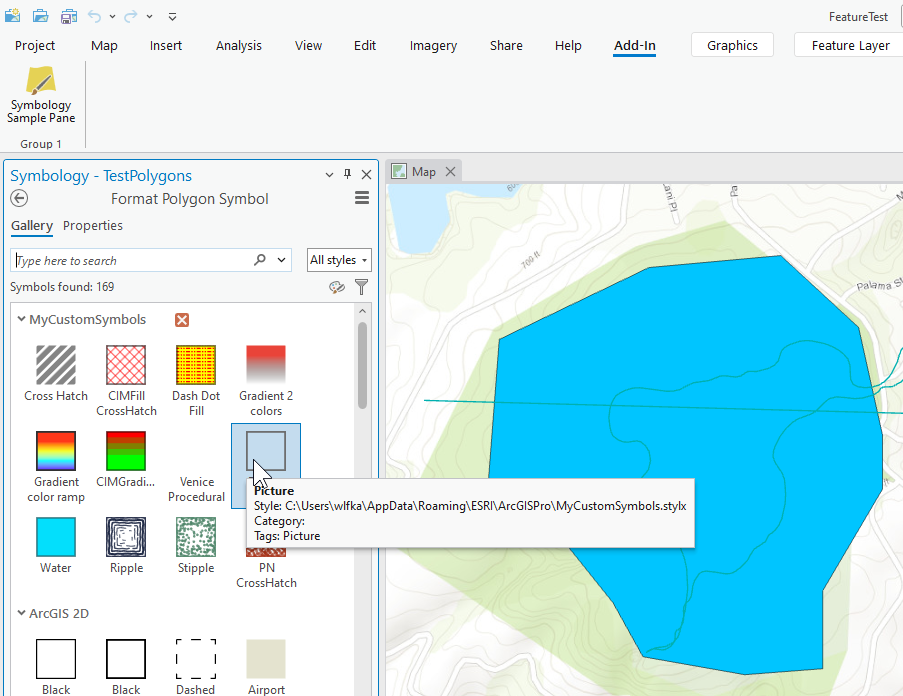 FeatureTest
Project Map Insert Analysis View Edit Imagery Share Help Add-In Graphics Feature Layer
Symbology
Sample Pane
Group 1
Symbology - TestPolygons
Format Polygon Symbol
Gallery Properties
Type here to search
All styles
Symbols found: 169
MyCustomSymbols
Cross Hatch
CIMFill
CrossHatch
Dash Dot
Fill
Gradient 2
colors
Gradient
color ramp
CIMGradi...
Venice
Procedural
Picture
Style: C:\Users\wlfka\AppData\Roaming\ESRI\ArcGISPro\MyCustomSymbols.stylx
Category:
Tags: Picture
Water
Ripple
Stipple
PN
CrossHatch
ArcGIS 2D
Black
Black
Dashed
Airport
Map
700 ft
ani Pl
Pa
Palama St